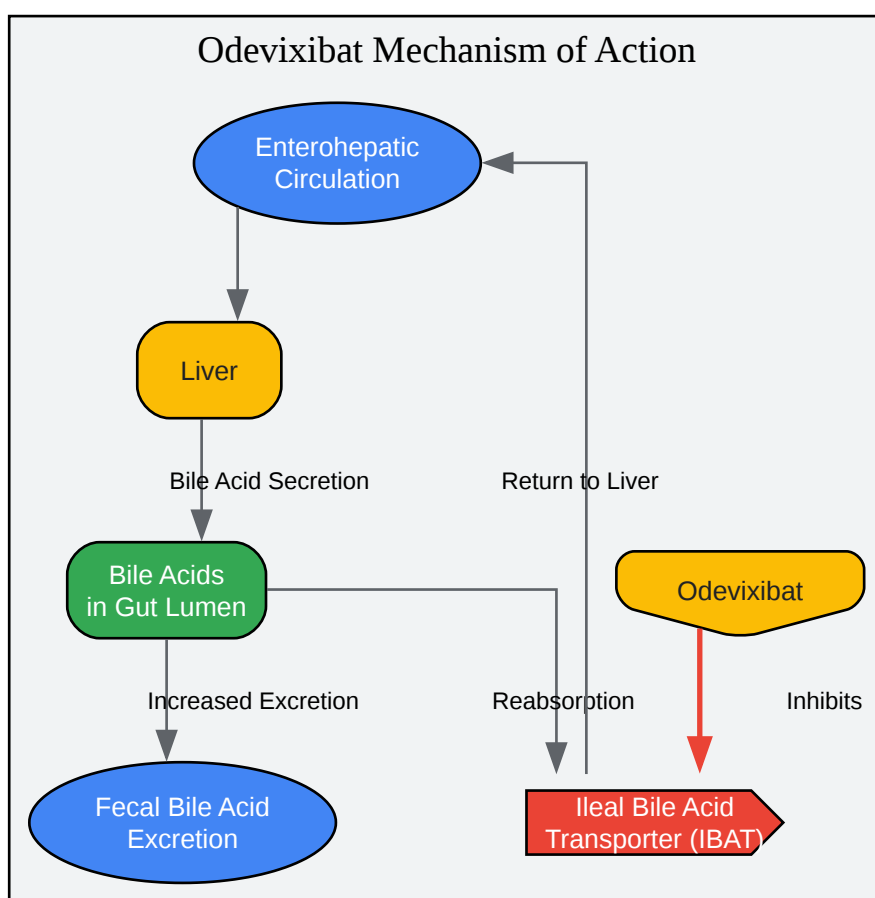 Odevixibat Mechanism of Action
Enterohepatic
Circulation
Liver
Bile Acid Secretion
Return to Liver
Bile Acids
in Gut Lumen
Odevixibat
Increased Excretion
Reabsorption
Inhibits
Fecal Bile Acid
Excretion
Ileal Bile Acid
Transporter (IBAT)